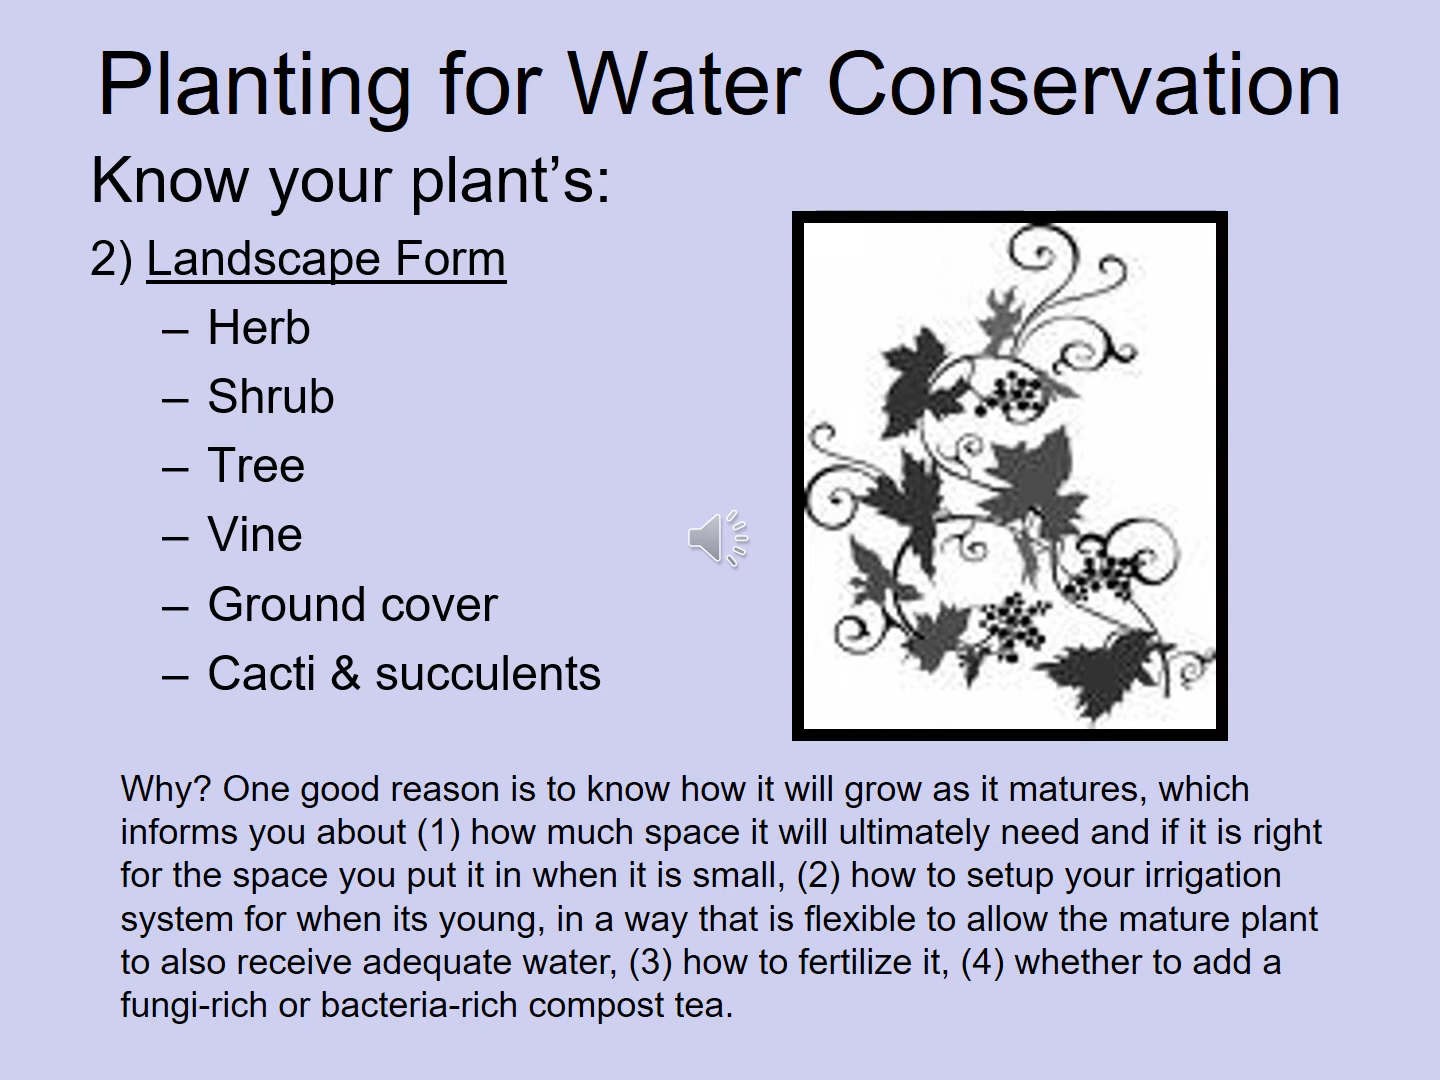 Planting for Water Conservation
Know your plant’s:
2) Landscape Form
– Herb
– Shrub
– Tree
– Vine
– Ground cover
– Cacti & succulents
Why? One good reason is to know how it will grow as it matures, which
informs you about (1) how much space it will ultimately need and if it is right
for the space you put it in when it is small, (2) how to setup your irrigation
system for when its young, in a way that is flexible to allow the mature plant
to also receive adequate water, (3) how to fertilize it, (4) whether to add a
fungi-rich or bacteria-rich compost tea.